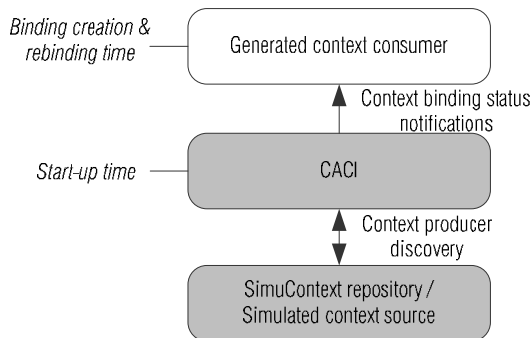 Binding creation &
rebinding time
Generated context consumer
Context binding status
notifications
Start-up time
CACI
Context producer
discovery
SimuContext repository /
Simulated context source